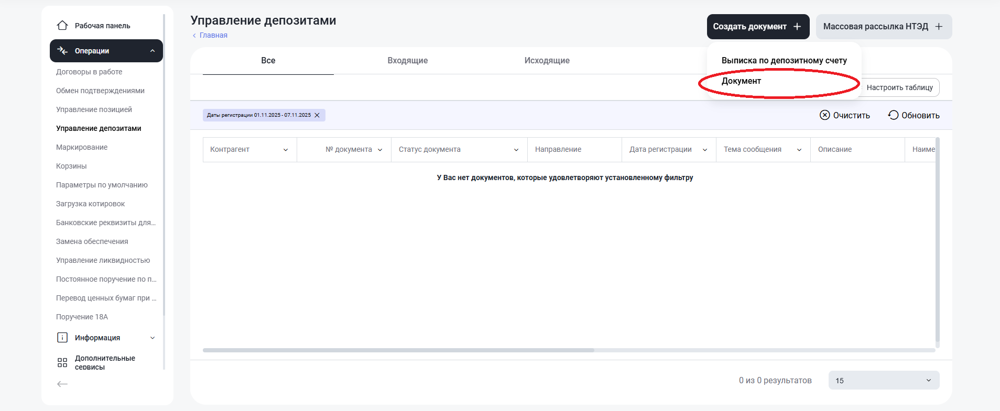 Рабочая панель
Операции
Договоры в работе
Обмен подтверждениями
Управление позицией
Управление депозитами
Маркирование
Корзины
Параметры по умолчанию
Загрузка котировок
Банковские реквизиты для...
Замена обеспечения
Управление ликвидностью
Постоянное поручение по п...
Перевод ценных бумаг при ...
Поручение 18А
Информация
Дополнительные
сервисы
Управление депозитами
Главная
Создать документ
Массовая рассылка НТЭД
Все
Входящие
Исходящие
Выписка по депозитному счету
Документ
Настроить таблицу
Даты регистрации 01.11.2025 - 07.11.2025
Очистить
Обновить
Контрагент
№ документа
Статус документа
Направление
Дата регистрации
Тема сообщения
Описание
Наиме
У Вас нет документов, которые удовлетворяют установленному фильтру
0 из 0 результатов
15